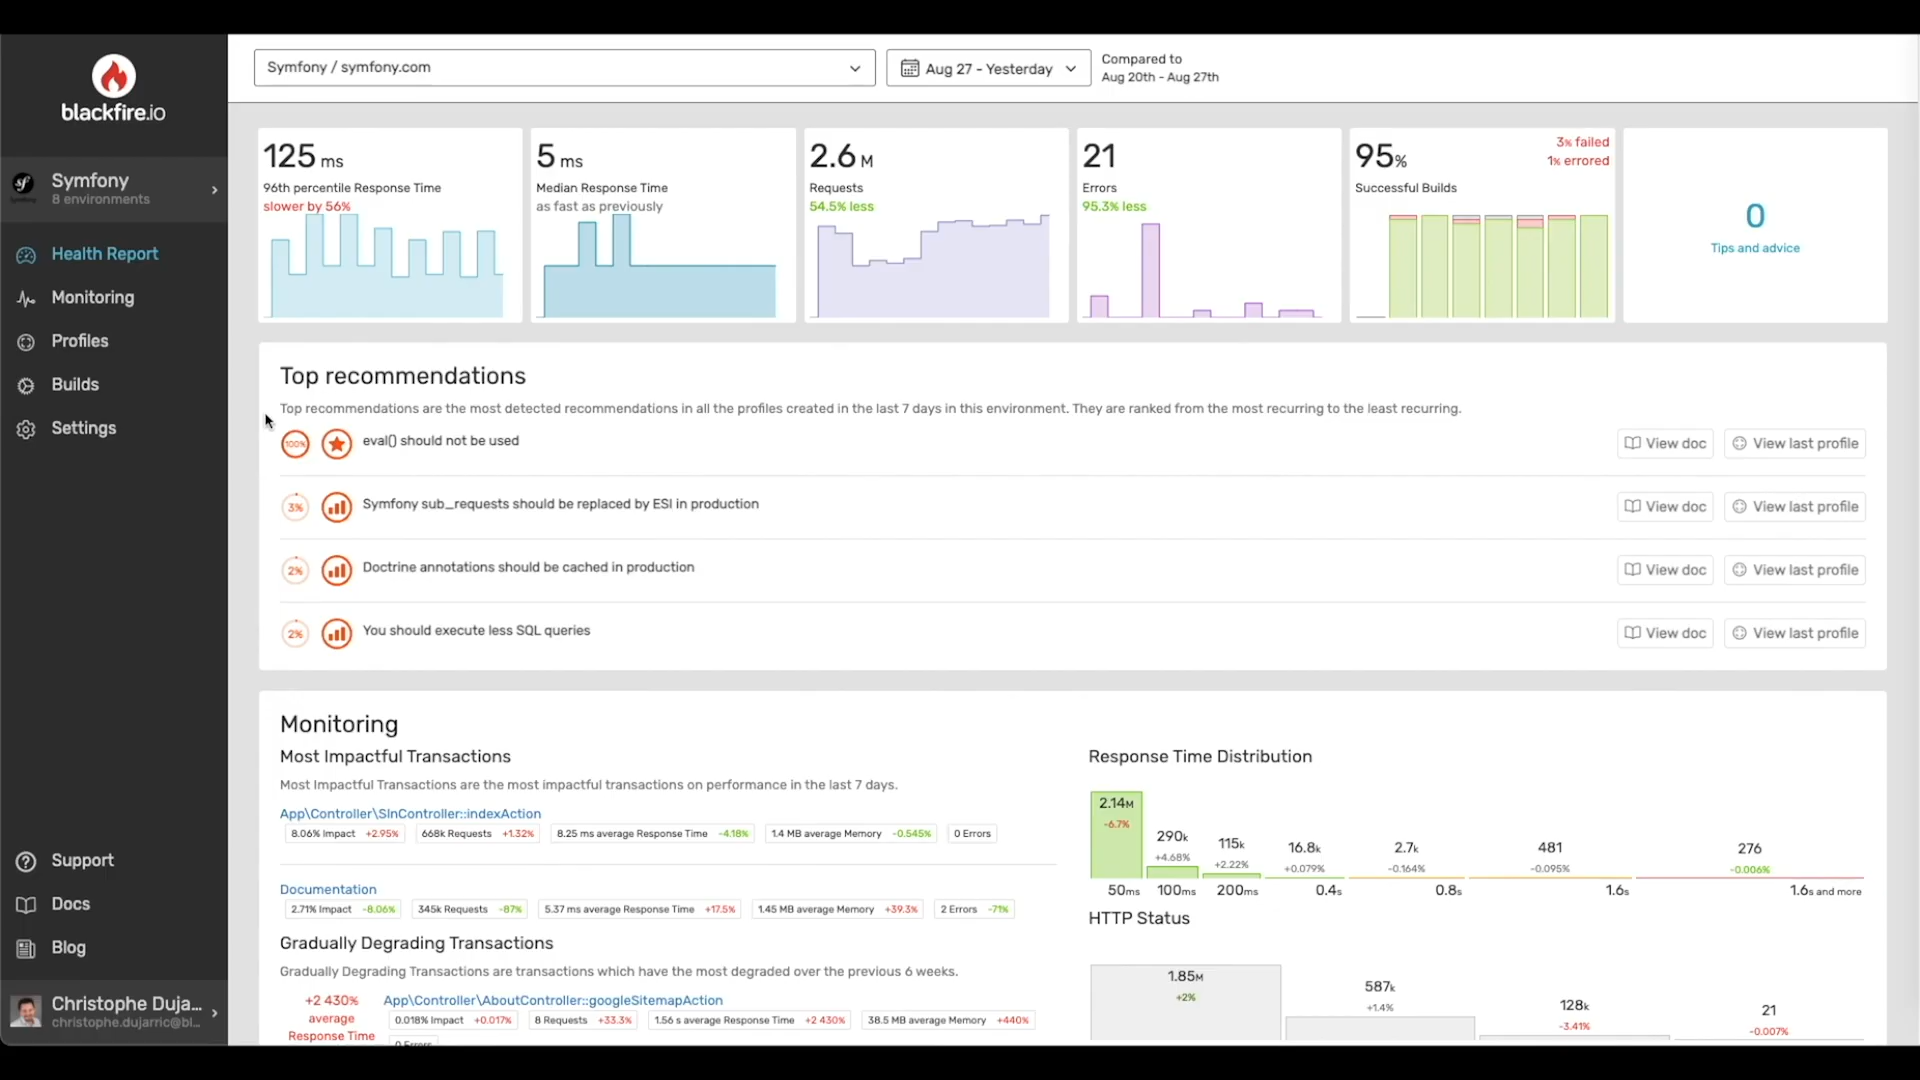 blackfire.io
Symfony
8 environments
Health Report
Monitoring
Profiles
Builds
Settings
Support
Docs
Blog
Christophe Duja...
christophe.dujarric@bl...
Symfony / symfony.com
Aug 27 - Yesterday
Compared to
Aug 20th - Aug 27th
125 ms
96th percentile Response Time
slower by 56%
5 ms
Median Response Time
as fast as previously
2.6 M
Requests
54.5% less
21
Errors
95.3% less
95%
3% failed
1% errored
Successful Builds
0
Tips and advice
Top recommendations
Top recommendations are the most detected recommendations in all the profiles created in the last 7 days in this environment. They are ranked from the most recurring to the least recurring.
100% eval() should not be used View doc View last profile
3% Symfony sub_requests should be replaced by ESI in production View doc View last profile
2% Doctrine annotations should be cached in production View doc View last profile
2% You should execute less SQL queries View doc View last profile
Monitoring
Most Impactful Transactions
Most Impactful Transactions are the most impactful transactions on performance in the last 7 days.
App\Controller\SlnController::indexAction
8.06% Impact +2.95% 668k Requests +1.32% 8.25 ms average Response Time -4.18% 1.4 MB average Memory -0.545% 0 Errors
Documentation
2.71% Impact -8.06% 345k Requests -87% 5.37 ms average Response Time +17.5% 1.45 MB average Memory +39.3% 2 Errors -71%
Gradually Degrading Transactions
Gradually Degrading Transactions are transactions which have the most degraded over the previous 6 weeks.
+2 430%
average
Response Time
App\Controller\AboutController::googleSitemapAction
0.018% Impact +0.017% 8 Requests +33.3% 1.56 s average Response Time +2 430% 38.5 MB average Memory +440%
0 Errors
Response Time Distribution
2.14M 290k 115k 16.8k 2.7k 481 276
-6.7% +4.68% +2.22% +0.079% -0.164% -0.095% -0.006%
50ms 100ms 200ms 0.4s 0.8s 1.6s 1.6s and more
HTTP Status
1.85M 587k 128k 21
+2% +1.4% -3.41% -0.007%